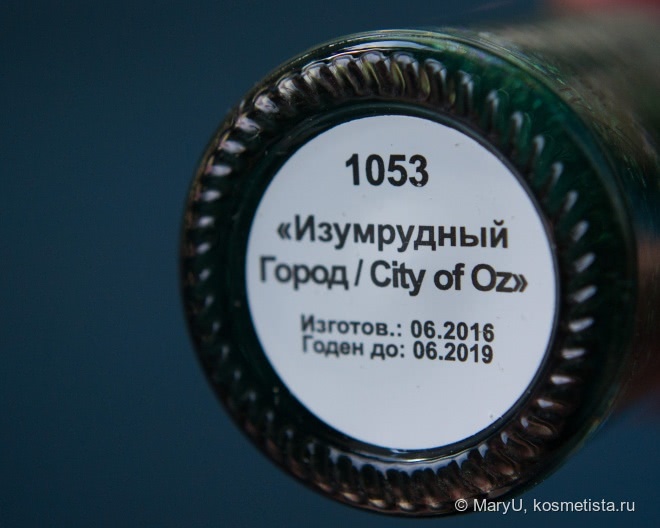 1053
«Изумрудный
Город / City of Oz»
Изготов.: 06.2016
Годен до: 06.2019
© MaryU, kosmetista.ru